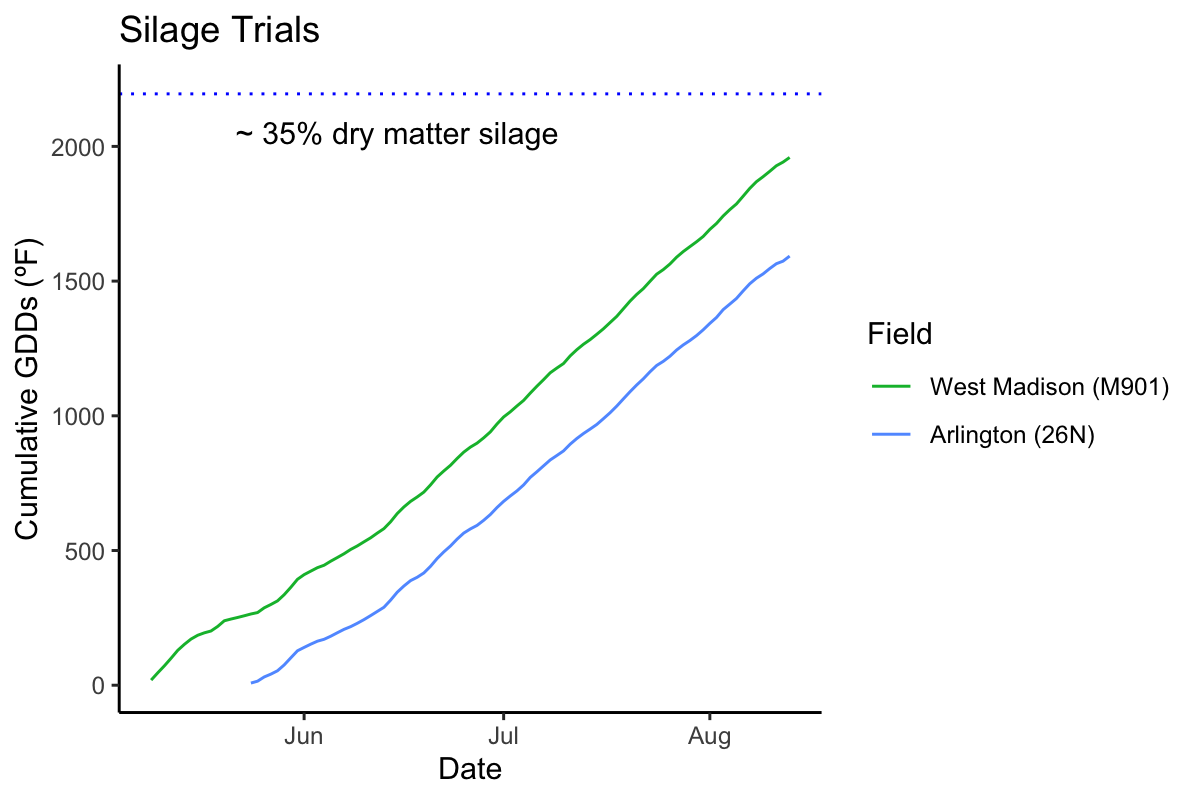 Silage Trials
~ 35% dry matter silage
Cumulative GDDs (ºF)
2000
1500
1000
500
0
Jun Jul Aug
Date
Field
West Madison (M901)
Arlington (26N)